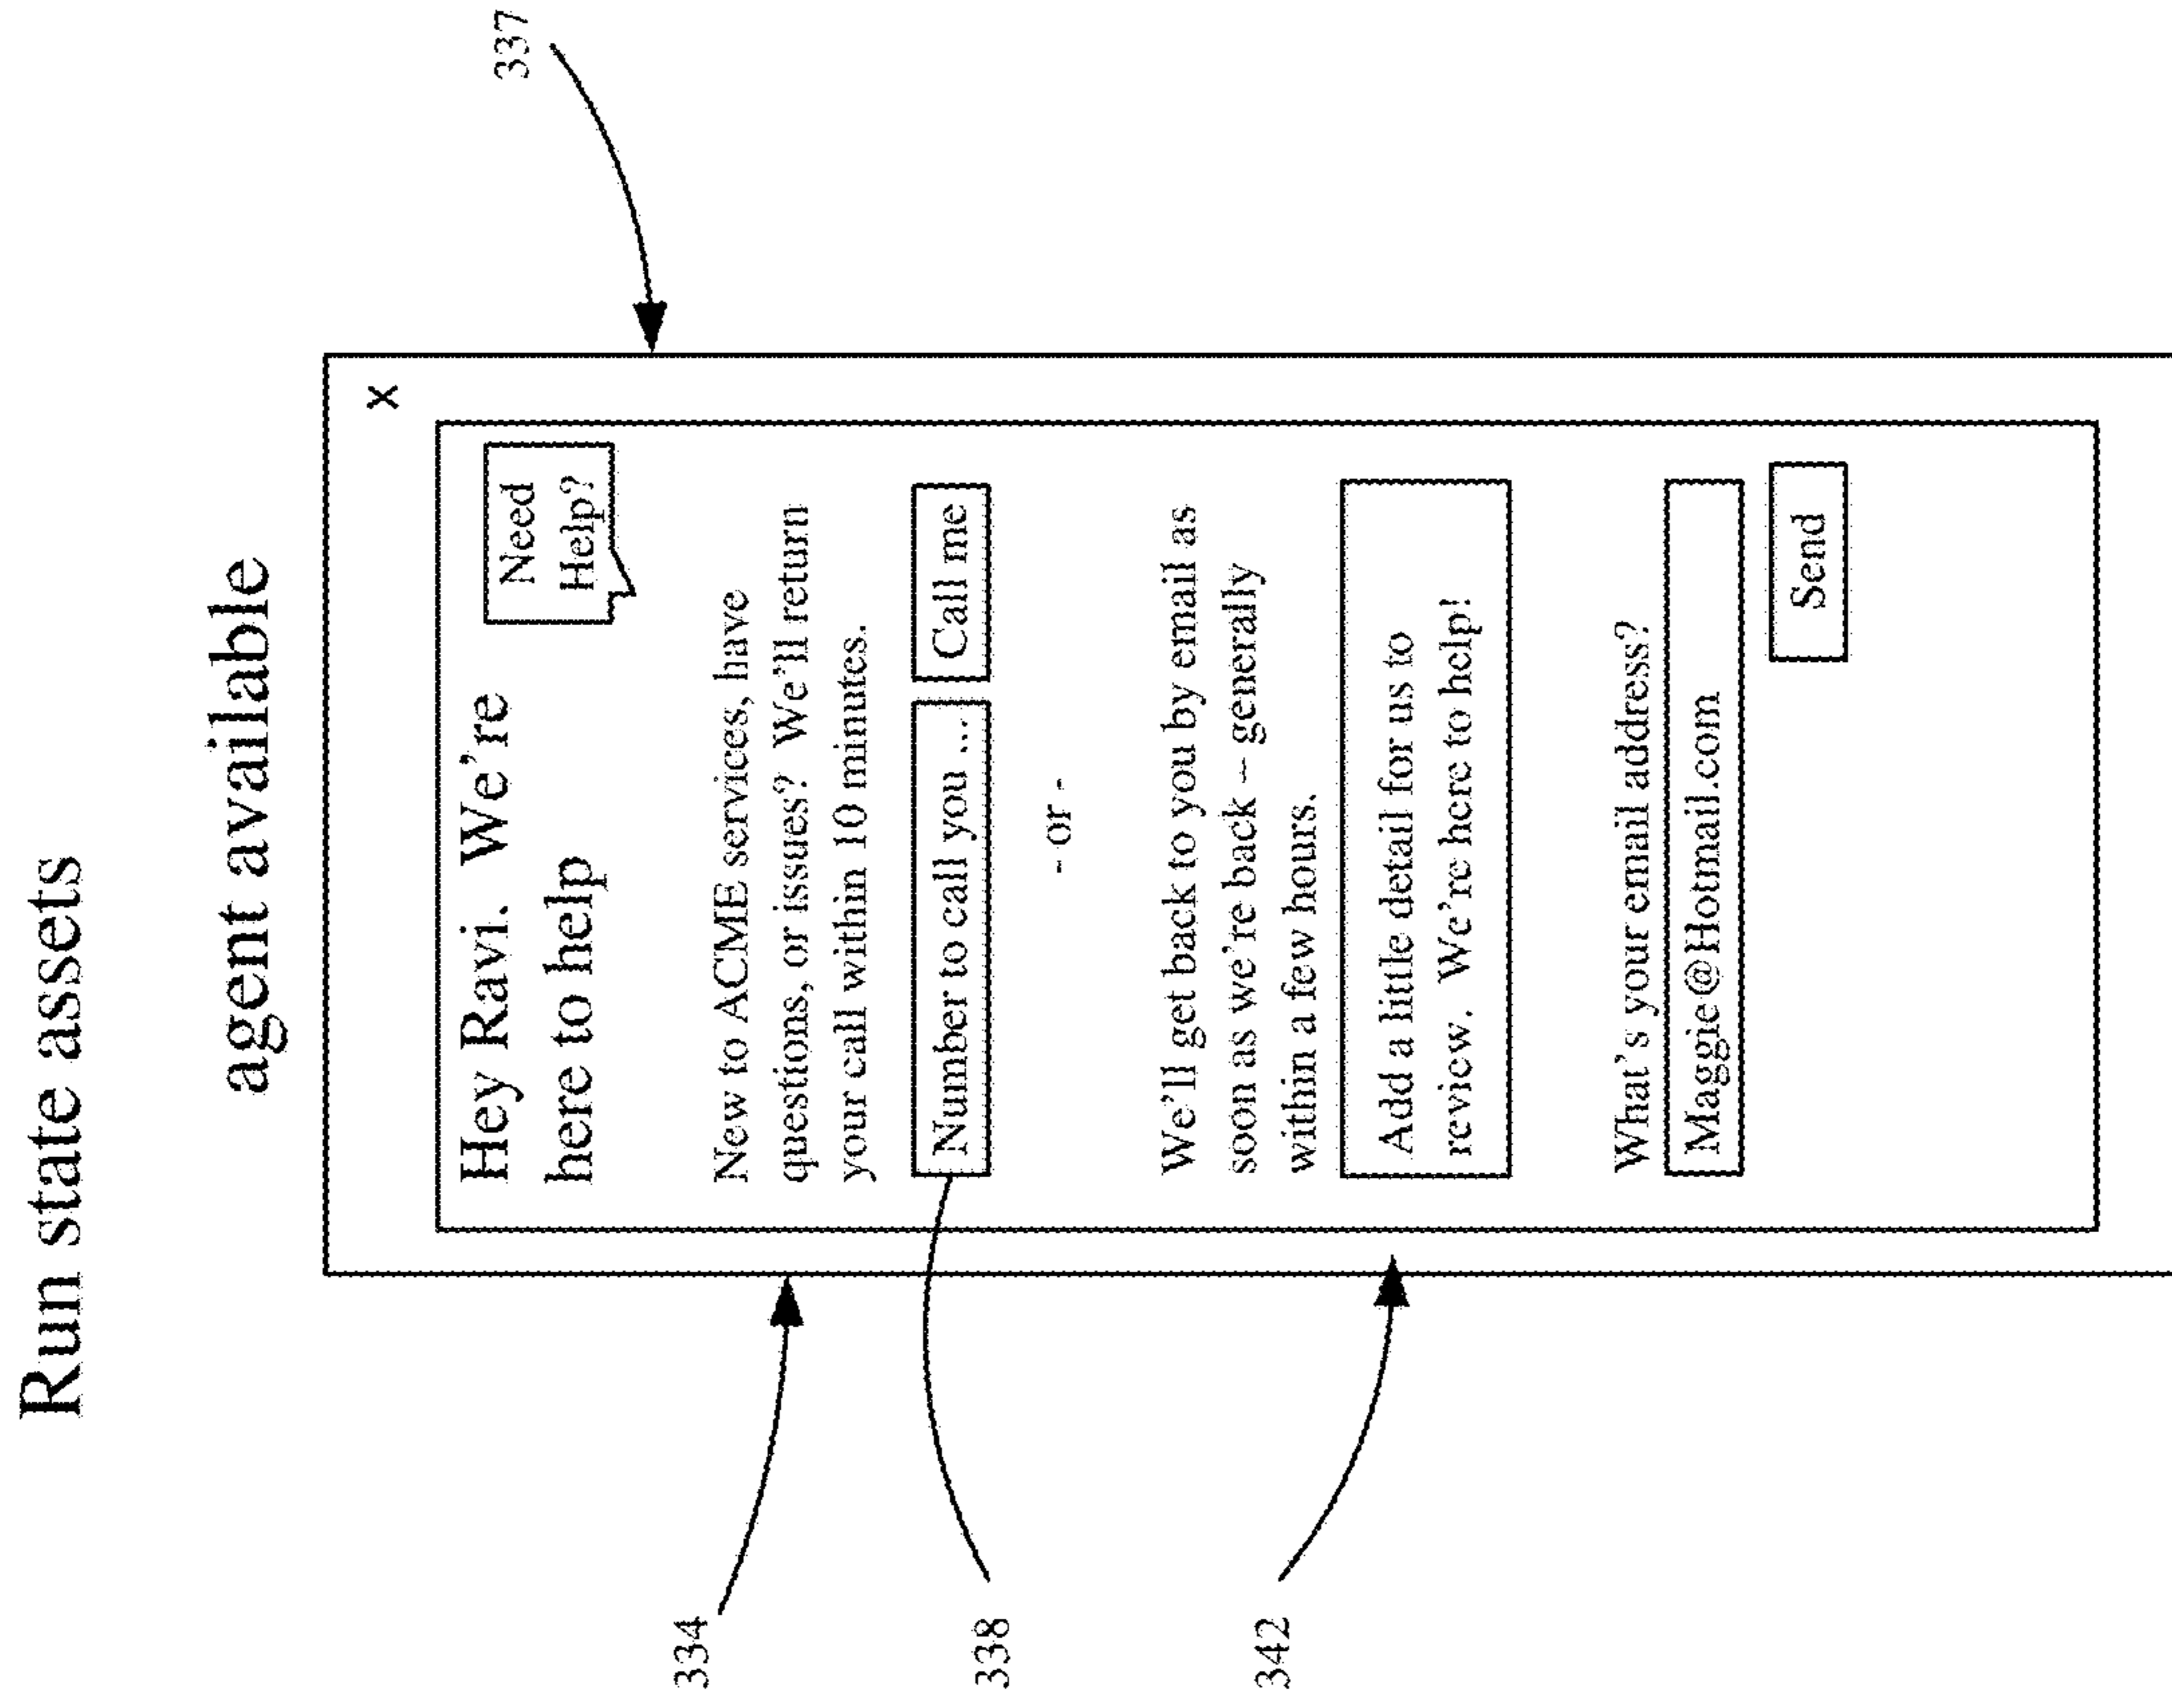 Run state assets
agent available
337
x
Hey Ravi. We're
here to help
Need
Help?
334
New to ACME services, have
questions, or issues? We'll return
your call within 10 minutes.
Number to call you ...
Call me
338
- or -
We'll get back to you by email as
soon as we're back – generally
within a few hours.
342
Add a little detail for us to
review. We're here to help!
What's your email address?
Maggie@Hotmail.com
Send